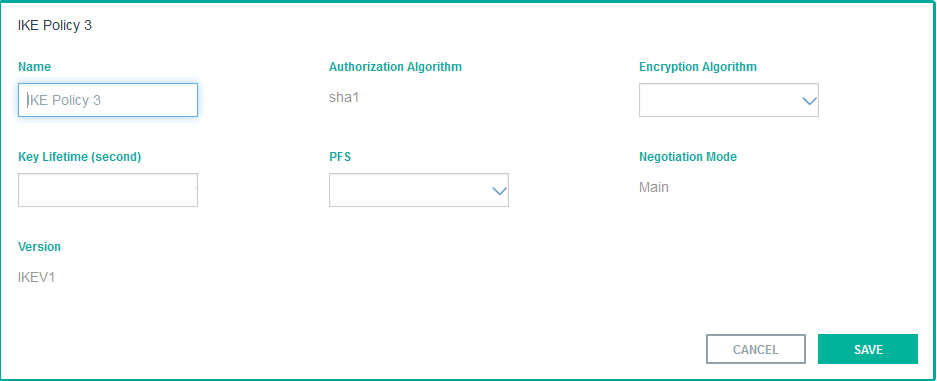 IKE Policy 3
Name
Authorization Algorithm
Encryption Algorithm
IKE Policy 3
sha1
Key Lifetime (second)
PFS
Negotiation Mode
Main
Version
IKEV1
CANCEL
SAVE